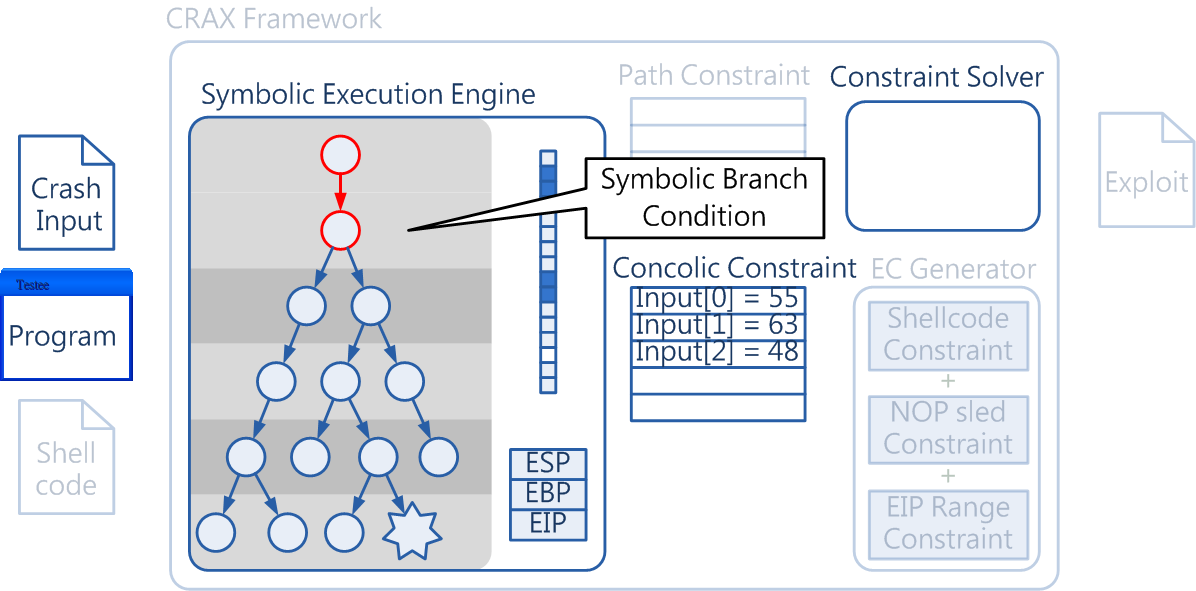 CRAX Framework
Symbolic Execution Engine
Path Constraint
Constraint Solver
Crash
Input
Testee
Program
Shell
code
Symbolic Branch
Condition
Exploit
Concolic Constraint
Input[0] = 55
Input[1] = 63
Input[2] = 48
ESP
EBP
EIP
EC Generator
Shellcode
Constraint
+
NOP sled
Constraint
+
EIP Range
Constraint